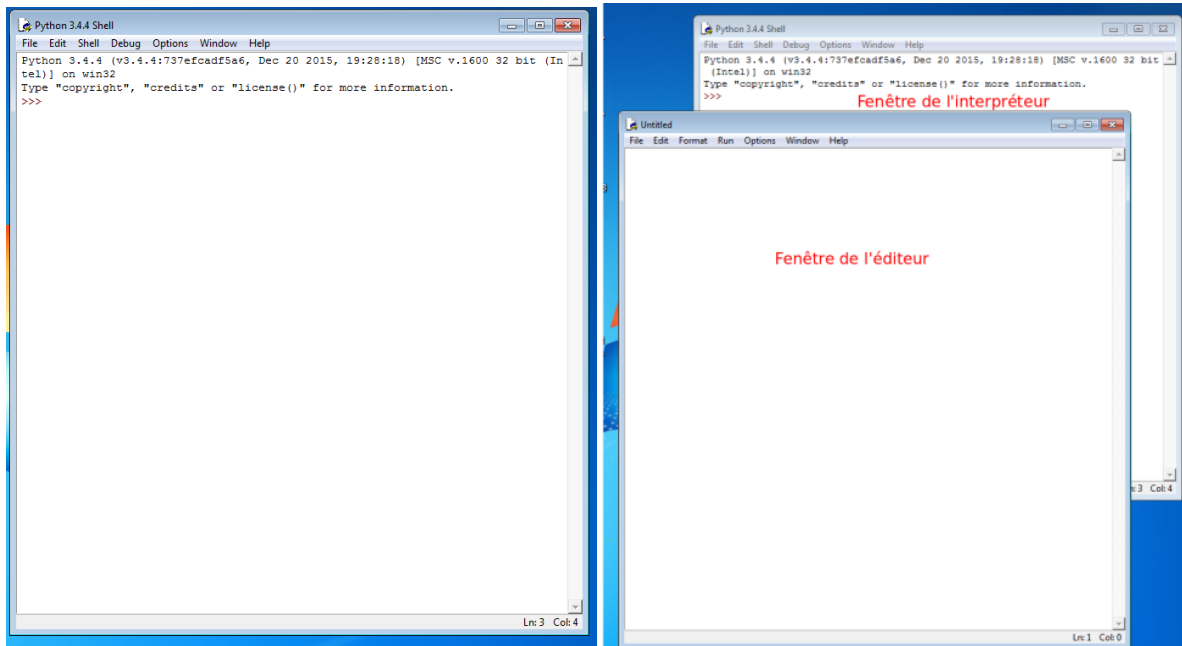 Python 3.4.4 Shell
File Edit Shell Debug Options Window Help
Python 3.4.4 (v3.4.4:737efcadf5a6, Dec 20 2015, 19:28:18) [MSC v.1600 32 bit (In
tel)] on win32
Type "copyright", "credits" or "license()" for more information.
>>>
Ln: 3 Col: 4
Python 3.4.4 Shell
File Edit Shell Debug Options Window Help
Python 3.4.4 (v3.4.4:737efcadf5a6, Dec 20 2015, 19:28:18) [MSC v.1600 32 bit
(Intel)] on win32
Type "copyright", "credits" or "license()" for more information.
>>>
Fenêtre de l'interpréteur
Untitled
File Edit Format Run Options Window Help
Fenêtre de l'éditeur
3 Col: 4
Ln: 1 Col: 0